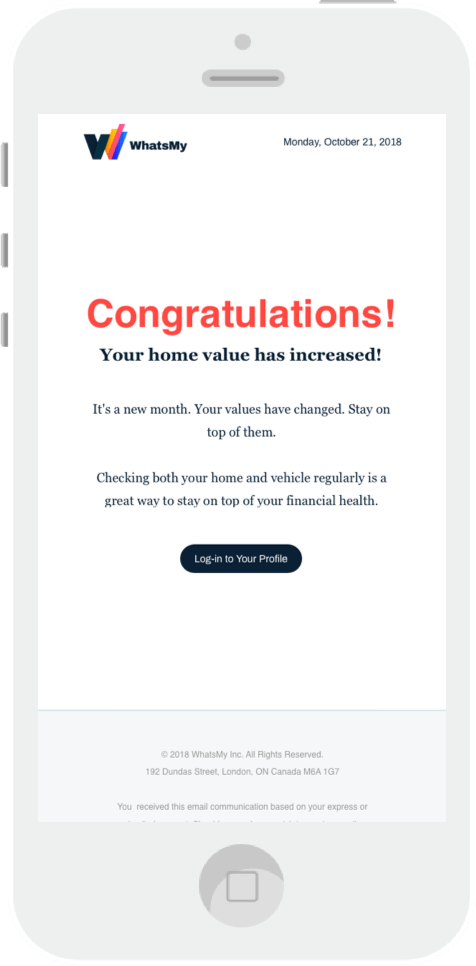 WhatsMy
Monday, October 21, 2018
Congratulations!
Your home value has increased!
It's a new month. Your values have changed. Stay on
top of them.
Checking both your home and vehicle regularly is a
great way to stay on top of your financial health.
Log-in to Your Profile
© 2018 WhatsMy Inc. All Rights Reserved.
192 Dundas Street, London, ON Canada M6A 1G7
You received this email communication based on your express or